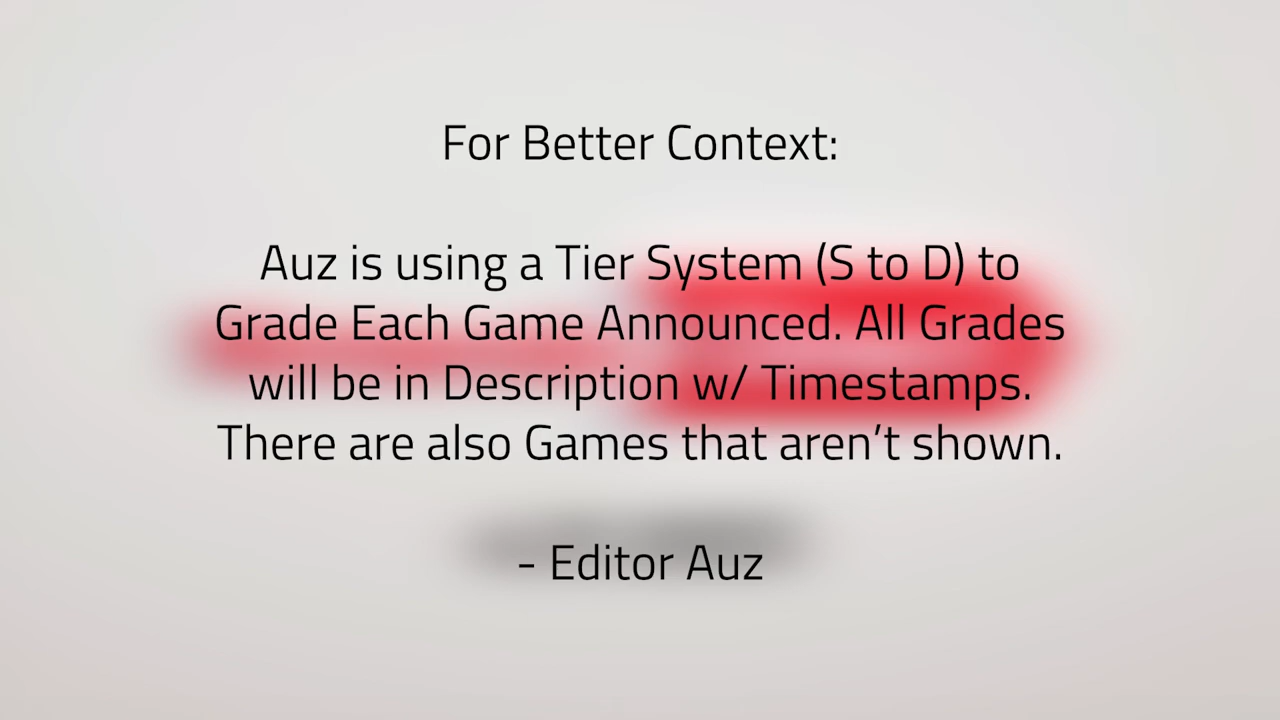 For Better Context:
Auz is using a Tier System (S to D) to
Grade Each Game Announced. All Grades
will be in Description w/ Timestamps.
There are also Games that aren’t shown.
- Editor Auz